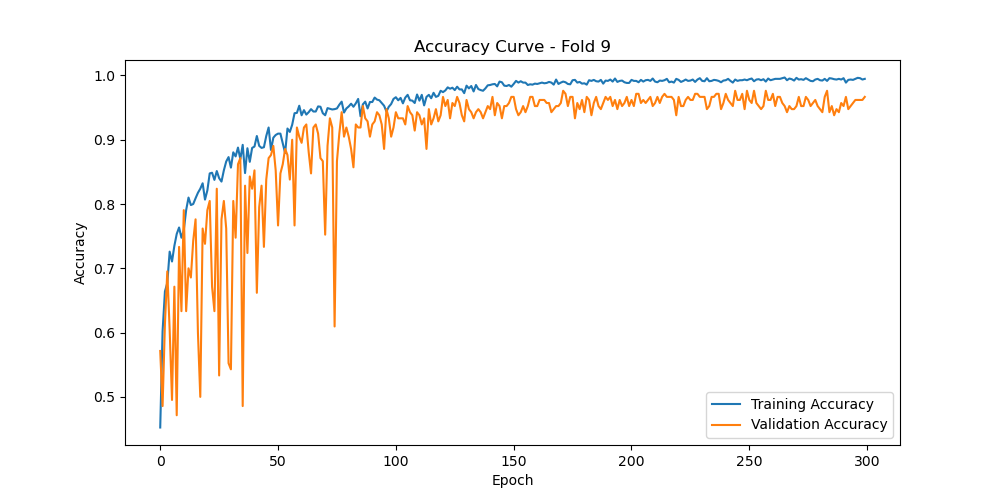 Accuracy Curve - Fold 9
1.0
0.9
0.8
0.7
0.6
0.5
Accuracy
0
50
100
150
200
250
300
Epoch
Training Accuracy
Validation Accuracy